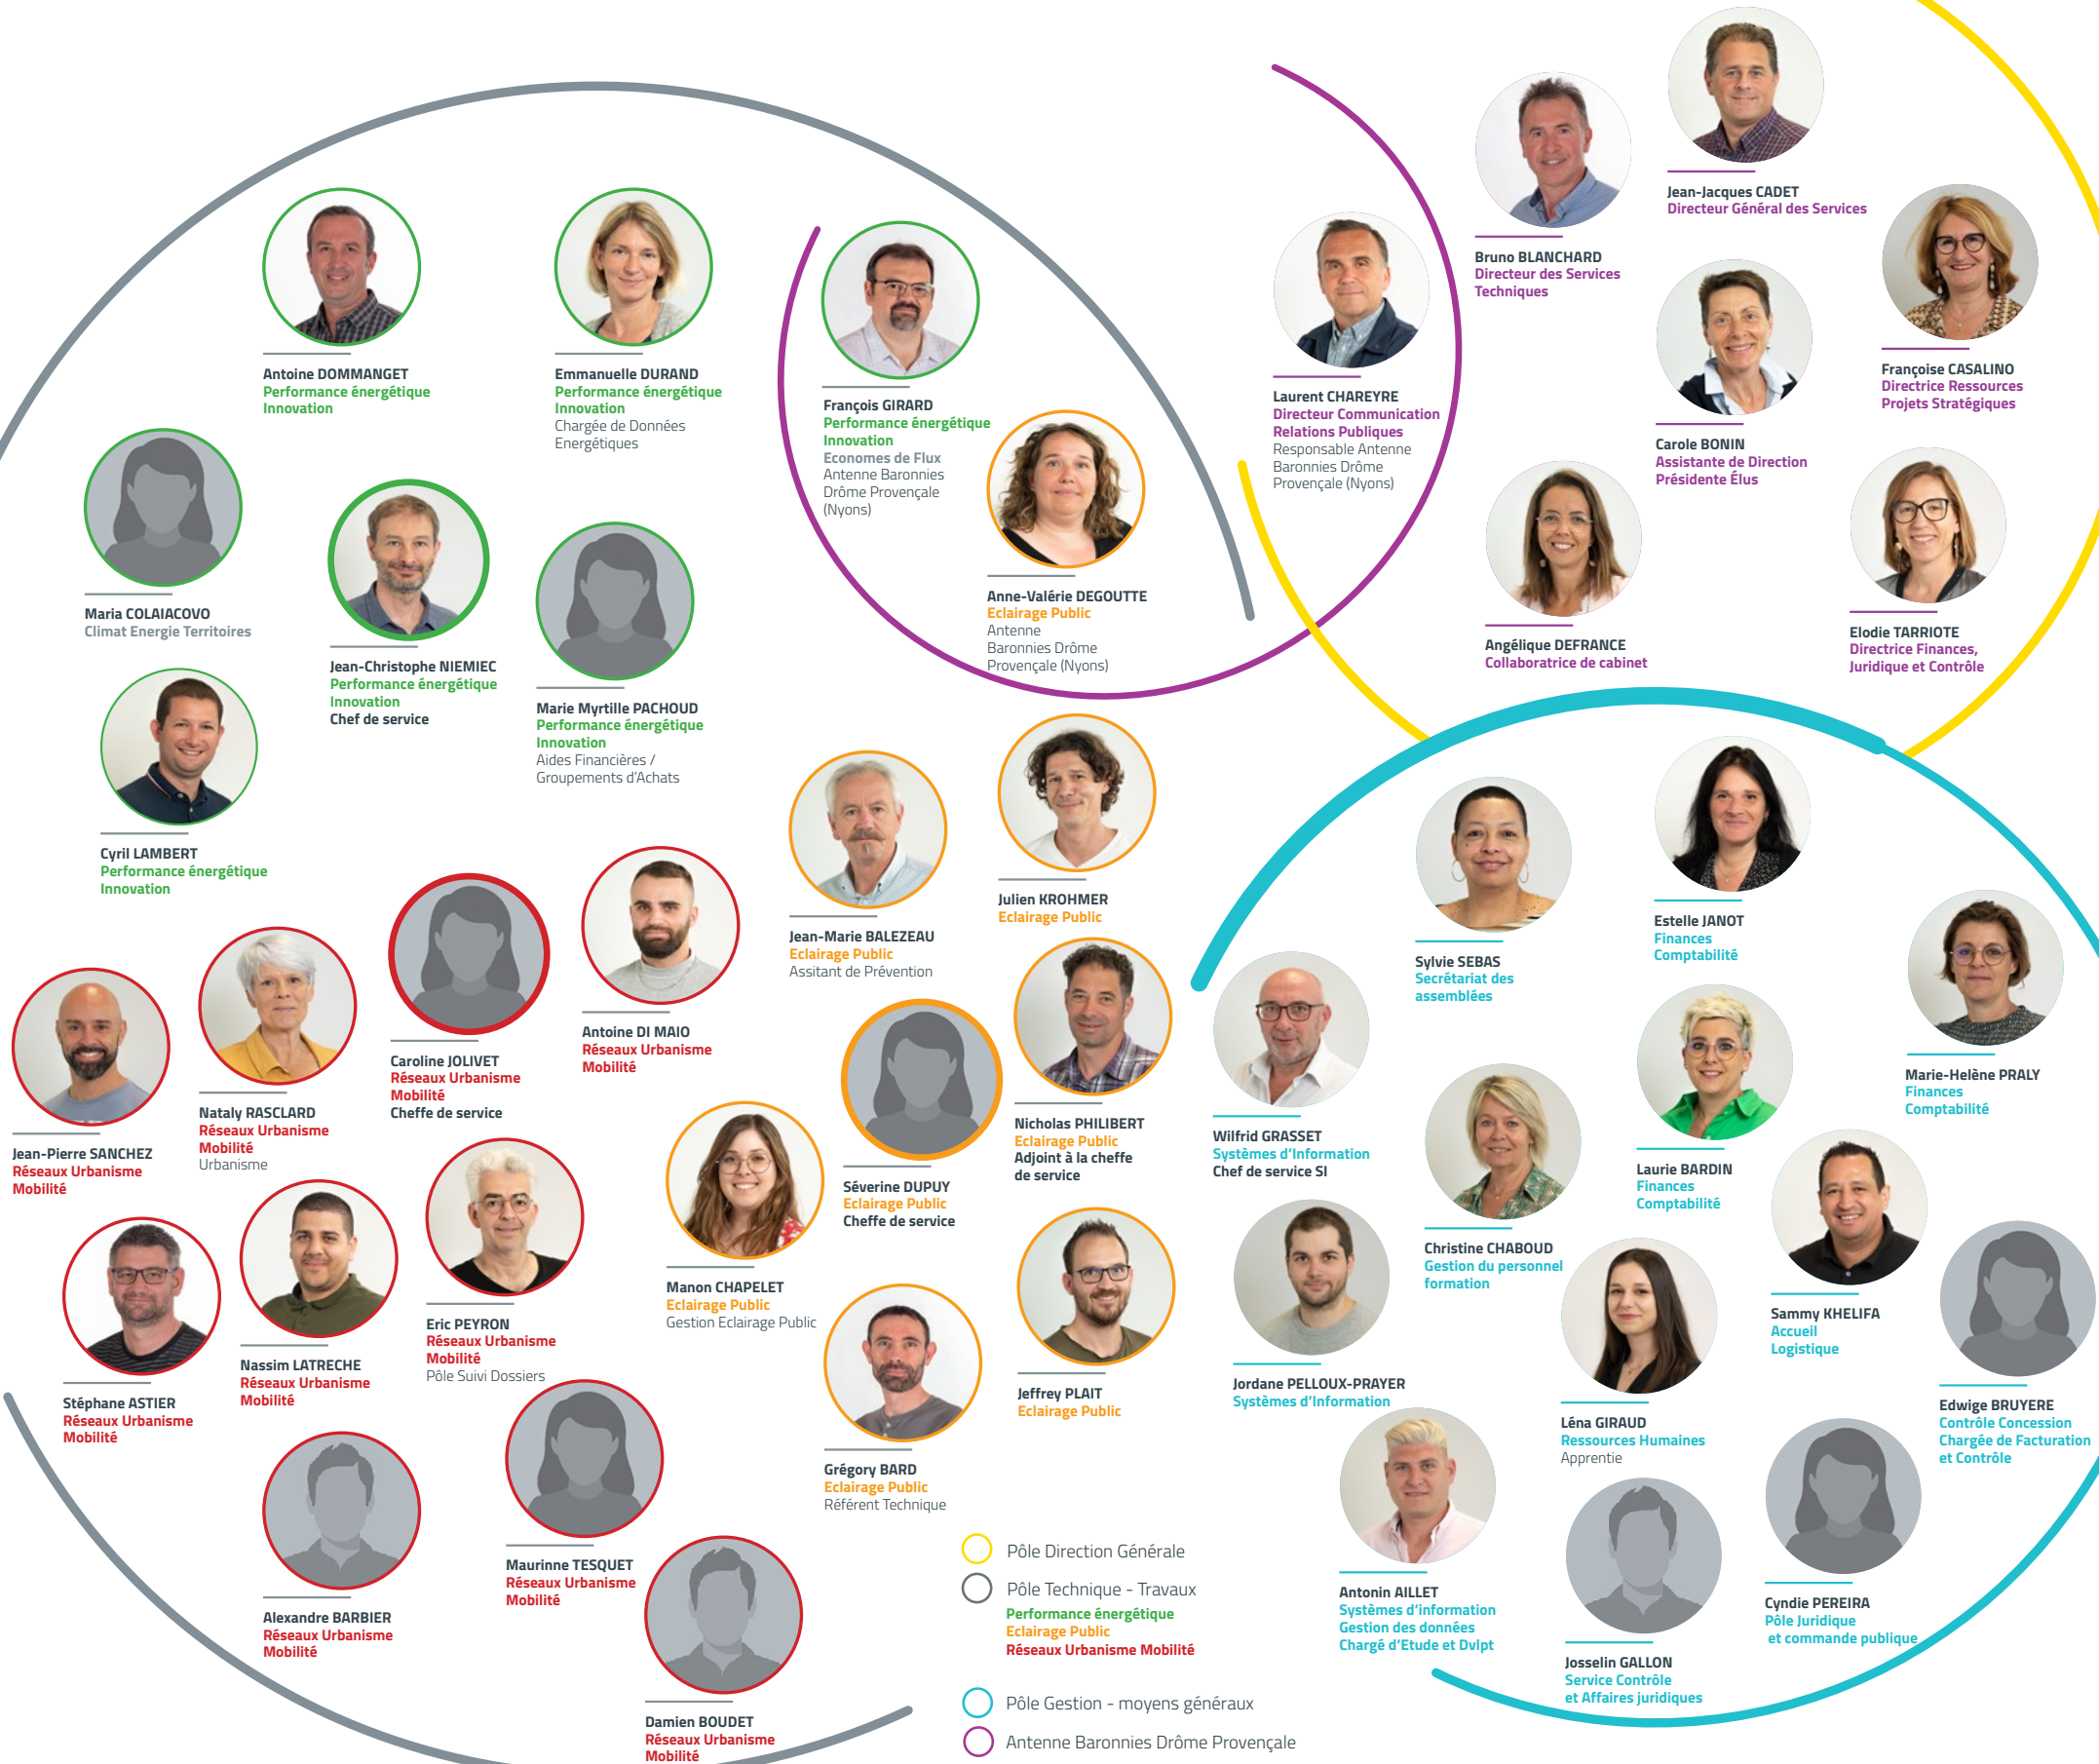 Jean-Jacques CADET
Directeur Général des Services
Bruno BLANCHARD
Directeur des Services
Techniques
Françoise CASALINO
Directrice Ressources
Projets Stratégiques
Laurent CHAREYRE
Directeur Communication
Relations Publiques
Responsable Antenne
Baronnies Drôme
Provençale (Nyons)
Carole BONIN
Assistante de Direction
Présidente Élus
Angélique DEFRANCE
Collaboratrice de cabinet
Elodie TARRIOTE
Directrice Finances,
Juridique et Contrôle
Antoine DOMMANGET
Performance énergétique
Innovation
Emmanuelle DURAND
Performance énergétique
Innovation
Chargée de Données
Energétiques
François GIRARD
Performance énergétique
Innovation
Economes de Flux
Antenne Baronnies
Drôme Provençale
(Nyons)
Anne-Valérie DEGOUTTE
Eclairage Public
Antenne
Baronnies Drôme
Provençale (Nyons)
Maria COLAIACOVO
Climat Energie Territoires
Jean-Christophe NIEMIEC
Performance énergétique
Innovation
Chef de service
Marie Myrtille PACHOUD
Performance énergétique
Innovation
Aides Financières /
Groupements d'Achats
Cyril LAMBERT
Performance énergétique
Innovation
Jean-Marie BALEZEAU
Eclairage Public
Assitant de Prévention
Julien KROHMER
Eclairage Public
Jean-Pierre SANCHEZ
Réseaux Urbanisme
Mobilité
Nataly RASCLARD
Réseaux Urbanisme
Mobilité
Urbanisme
Caroline JOLIVET
Réseaux Urbanisme
Mobilité
Cheffe de service
Antoine DI MAIO
Réseaux Urbanisme
Mobilité
Nicholas PHILIBERT
Eclairage Public
Adjoint à la cheffe
de service
Séverine DUPUY
Eclairage Public
Cheffe de service
Manon CHAPELET
Eclairage Public
Gestion Eclairage Public
Stéphane ASTIER
Réseaux Urbanisme
Mobilité
Nassim LATRECHE
Réseaux Urbanisme
Mobilité
Eric PEYRON
Réseaux Urbanisme
Mobilité
Pôle Suivi Dossiers
Jeffrey PLAIT
Eclairage Public
Grégory BARD
Eclairage Public
Référent Technique
Alexandre BARBIER
Réseaux Urbanisme
Mobilité
Maurinne TESQUET
Réseaux Urbanisme
Mobilité
Damien BOUDET
Réseaux Urbanisme
Mobilité
Sylvie SEBAS
Secrétariat des
assemblées
Estelle JANOT
Finances
Comptabilité
Marie-Helène PRALY
Finances
Comptabilité
Wilfrid GRASSET
Systèmes d'Information
Chef de service SI
Laurie BARDIN
Finances
Comptabilité
Christine CHABOUD
Gestion du personnel
formation
Sammy KHELIFA
Accueil
Logistique
Jordane PELLOUX-PRAYER
Systèmes d'Information
Léna GIRAUD
Ressources Humaines
Apprentie
Edwige BRUYERE
Contrôle Concession
Chargée de Facturation
et Contrôle
Antonin AILLET
Systèmes d'information
Gestion des données
Chargé d'Etude et Dvlpt
Cyndie PEREIRA
Pôle Juridique
et commande publique
Josselin GALLON
Service Contrôle
et Affaires juridiques
Pôle Direction Générale
Pôle Technique - Travaux
Performance énergétique
Eclairage Public
Réseaux Urbanisme Mobilité
Pôle Gestion - moyens généraux
Antenne Baronnies Drôme Provençale